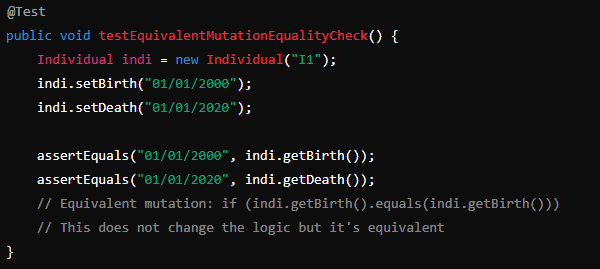 @Test
public void testEquivalentMutationEqualityCheck() {
    Individual indi = new Individual("I1");
    indi.setBirth("01/01/2000");
    indi.setDeath("01/01/2020");

    assertEquals("01/01/2000", indi.getBirth());
    assertEquals("01/01/2020", indi.getDeath());
    // Equivalent mutation: if (indi.getBirth().equals(indi.getBirth()))
    // This does not change the logic but it's equivalent
}